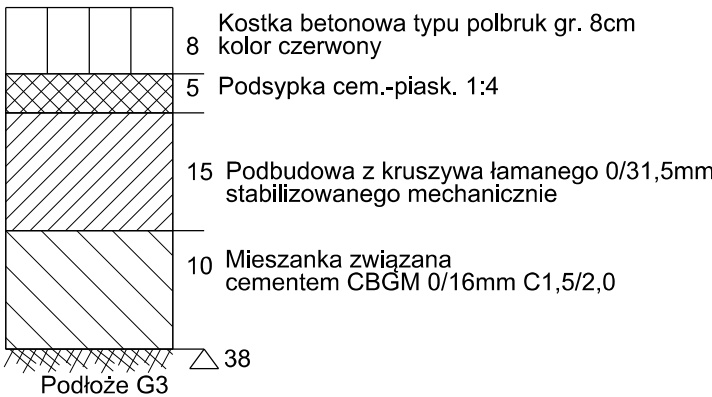 8 Kostka betonowa typu polbruk gr. 8cm
kolor czerwony
5 Podsypka cem.-piask. 1:4
15 Podbudowa z kruszywa łamanego 0/31,5mm
stabilizowanego mechanicznie
10 Mieszanka związana
cementem CBGM 0/16mm C1,5/2,0
38
Podłoże G3